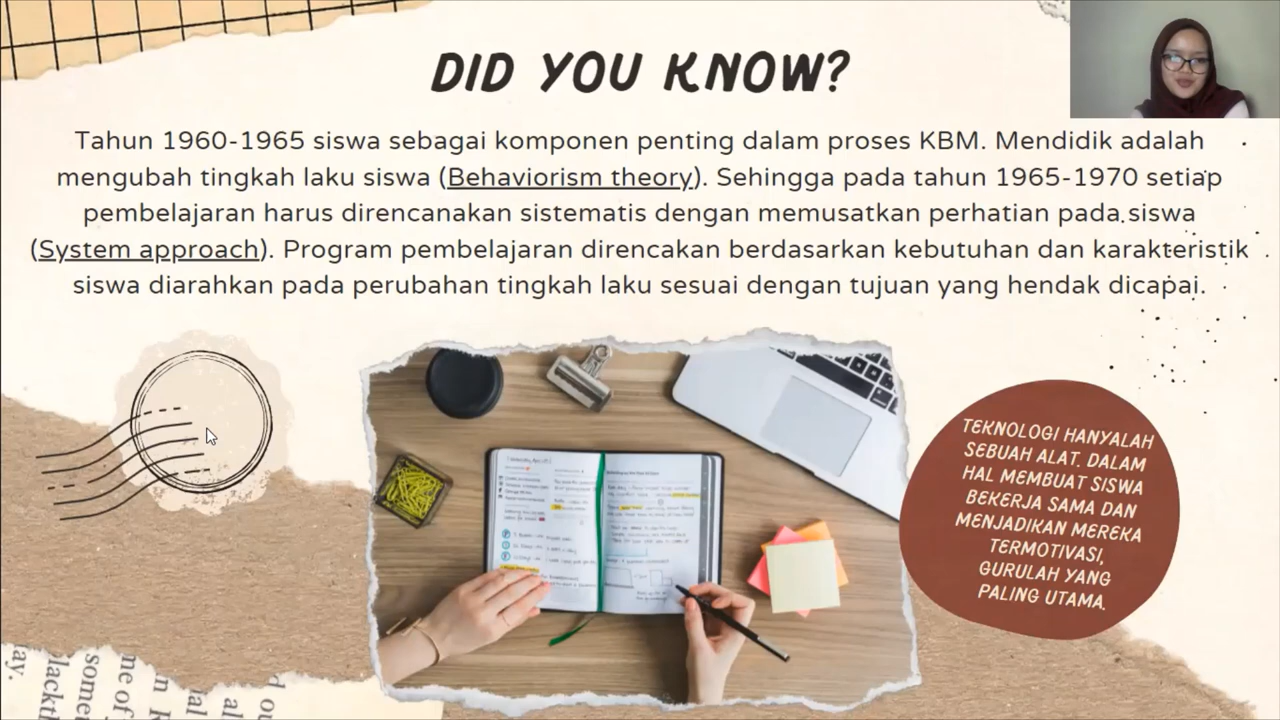 DID YOU KNOW?
Tahun 1960-1965 siswa sebagai komponen penting dalam proses KBM. Mendidik adalah
mengubah tingkah laku siswa (Behaviorism theory). Sehingga pada tahun 1965-1970 setiap
pembelajaran harus direncanakan sistematis dengan memusatkan perhatian pada siswa
(System approach). Program pembelajaran direncakan berdasarkan kebutuhan dan karakteristik
siswa diarahkan pada perubahan tingkah laku sesuai dengan tujuan yang hendak dicapai.
TEKNOLOGI HANYALAH
SEBUAH ALAT. DALAM
HAL MEMBUAT SISWA
BEKERJA SAMA DAN
MENJADIKAN MEREKA
TERMOTIVASI,
GURULAH YANG
PALING UTAMA.